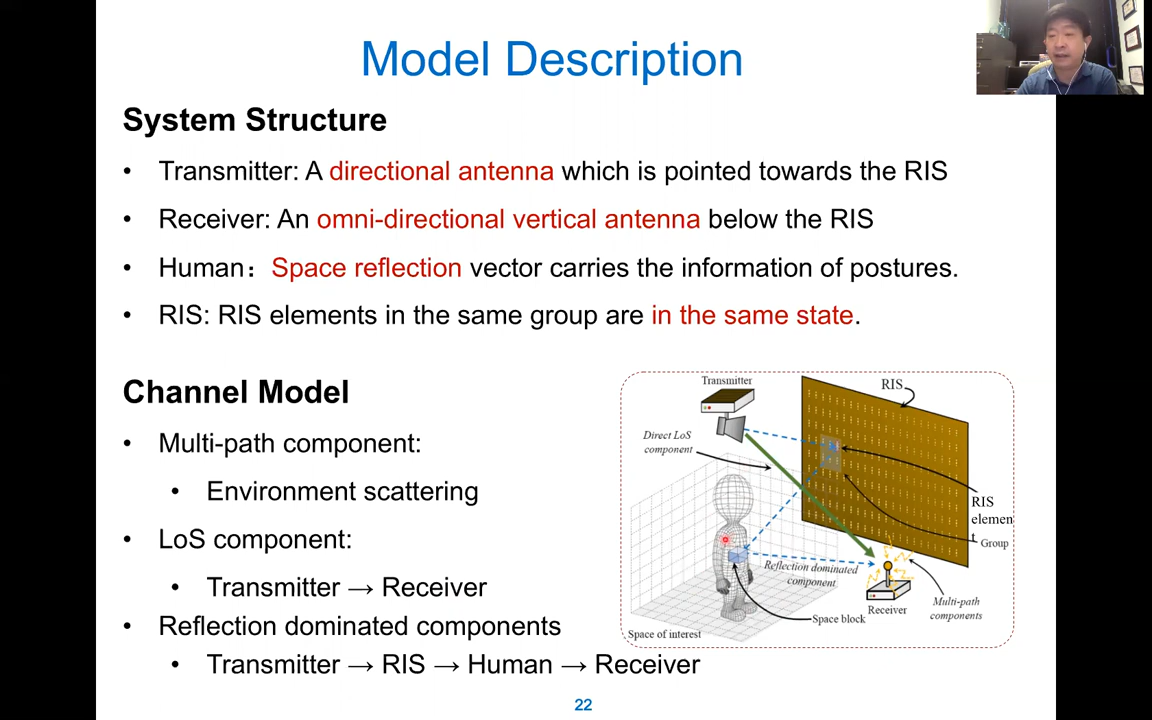 Model Description
System Structure
• Transmitter: A directional antenna which is pointed towards the RIS
• Receiver: An omni-directional vertical antenna below the RIS
• Human：Space reflection vector carries the information of postures.
• RIS: RIS elements in the same group are in the same state.
Channel Model
• Multi-path component:
• Environment scattering
• LoS component:
• Transmitter → Receiver
• Reflection dominated components
• Transmitter → RIS → Human → Receiver
Transmitter
RIS
Direct LoS
component
RIS
elemen
t
Group
Reflection dominated
component
Receiver
Multi-path
components
Space block
Space of interest
22